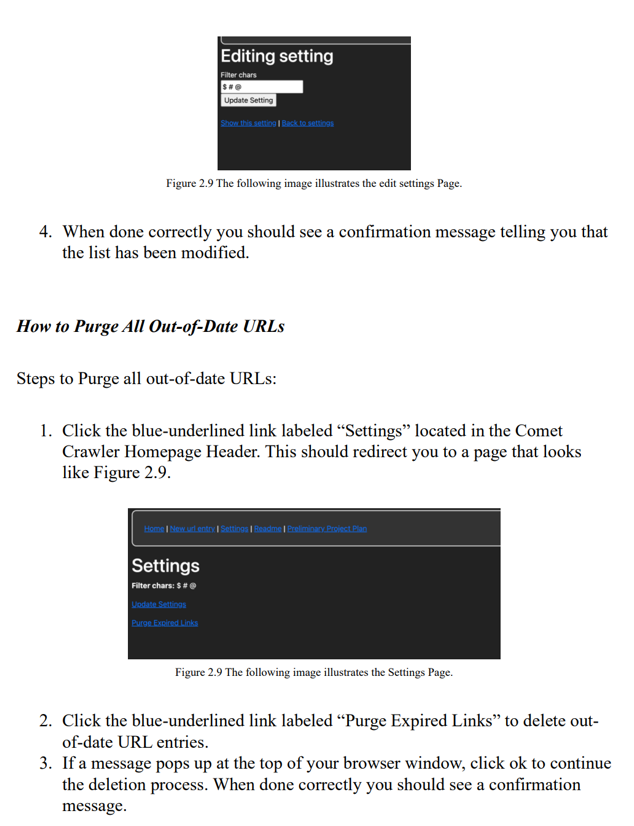 Editing setting
Filter chars
$ # @
Update Setting
Show this setting | Back to settings
Figure 2.9 The following image illustrates the edit settings Page.
4. When done correctly you should see a confirmation message telling you that
the list has been modified.
How to Purge All Out-of-Date URLs
Steps to Purge all out-of-date URLs:
1. Click the blue-underlined link labeled “Settings” located in the Comet
Crawler Homepage Header. This should redirect you to a page that looks
like Figure 2.9.
Home | New url entry | Settings | Readme | Preliminary Project Plan
Settings
Filter chars: $ # @
Update Settings
Purge Expired Links
Figure 2.9 The following image illustrates the Settings Page.
2. Click the blue-underlined link labeled “Purge Expired Links” to delete out-
of-date URL entries.
3. If a message pops up at the top of your browser window, click ok to continue
the deletion process. When done correctly you should see a confirmation
message.